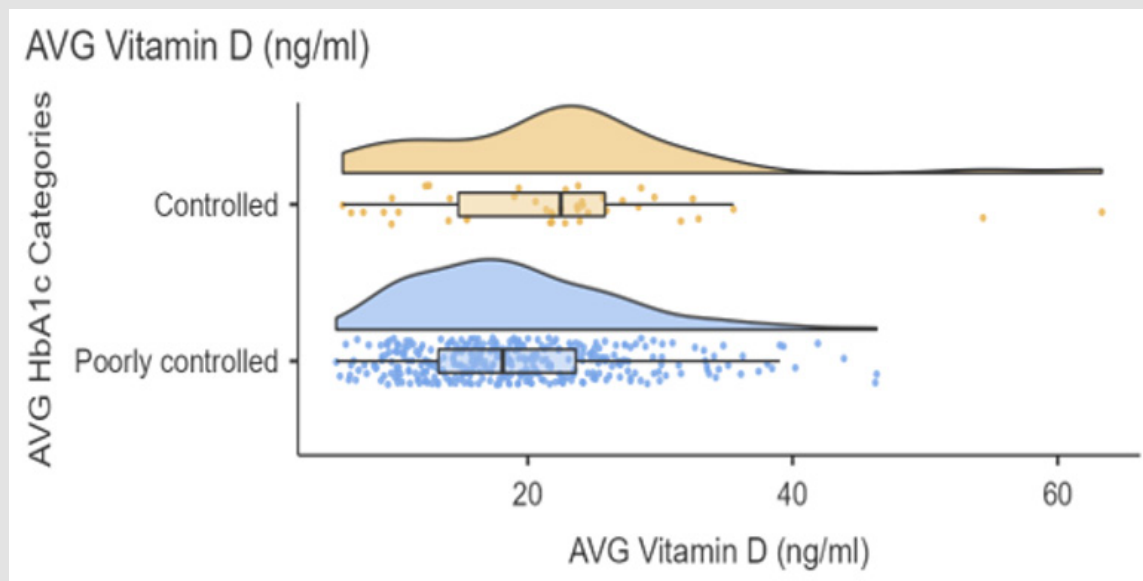 AVG Vitamin D (ng/ml)
AVG HbA1c Categories
Controlled
Poorly controlled
20
40
60
AVG Vitamin D (ng/ml)